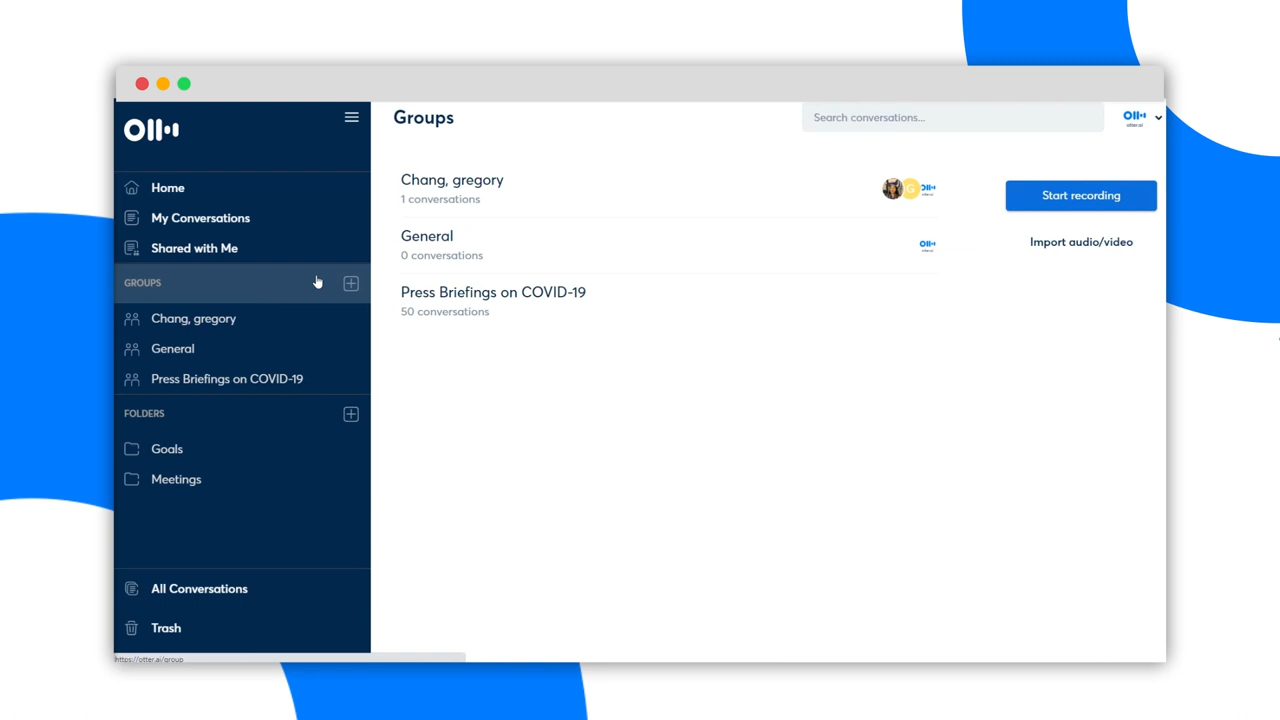 Groups
Search conversations...
otter.ai
Home
My Conversations
Shared with Me
GROUPS
Chang, gregory
General
Press Briefings on COVID-19
FOLDERS
Goals
Meetings
All Conversations
Trash
https://otter.ai/group
Chang, gregory
1 conversations
G
General
0 conversations
Press Briefings on COVID-19
50 conversations
Start recording
Import audio/video